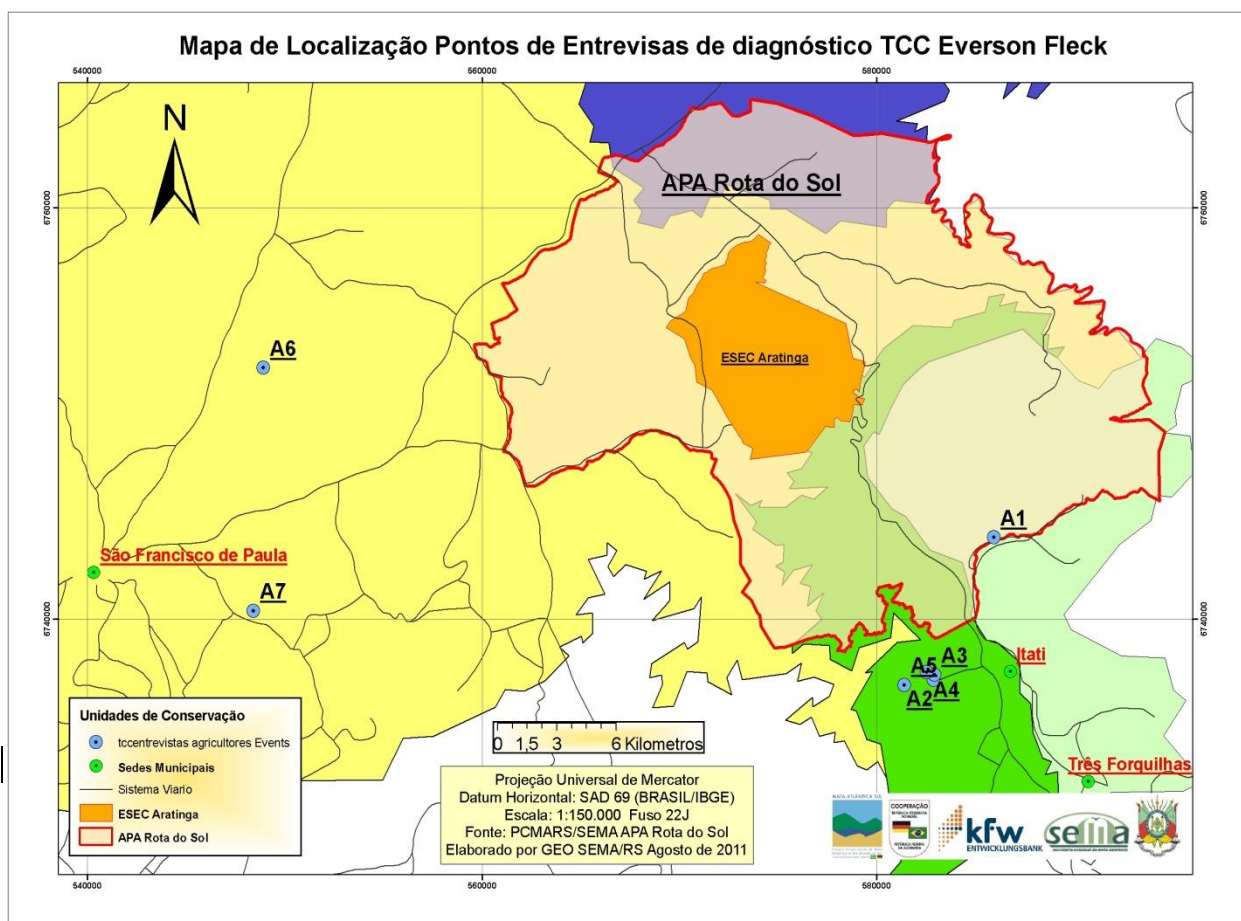 Mapa de Localização Pontos de Entrevisas de diagnóstico TCC Everson Fleck
540000 560000 580000
N
APA Rota do Sol
6760000 6760000
A6
ESEC Aratinga
A1
São Francisco de Paula
A7
6740000 6740000
A5 A3
Itati
A2 A4
Três Forquilhas
Unidades de Conservação
tccentrevistas agricultores Events
Sedes Municipais
Sistema Viario
ESEC Aratinga
APA Rota do Sol
0 1,5 3 6 Kilometros
Projeção Universal de Mercator
Datum Horizontal: SAD 69 (BRASIL/IBGE)
Escala: 1:150.000 Fuso 22J
Fonte: PCMARS/SEMA APA Rota do Sol
Elaborado por GEO SEMA/RS Agosto de 2011
MATA ATLÂNTICA SUL
COOPERAÇÃO
kfw
ENTWICKLUNGSBANK
sema
540000 560000 580000